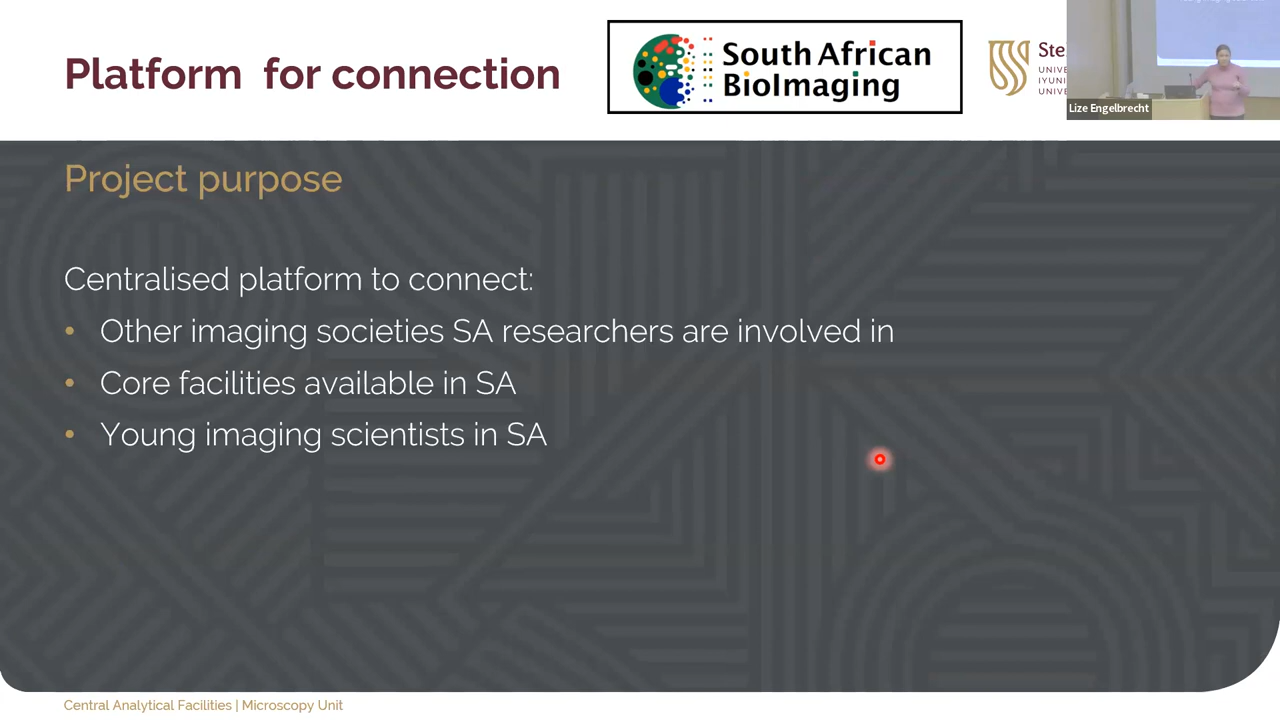 Platform for connection
South African
BioImaging
UNIVE
IYUNI
UNIVE
Lize Engelbrecht
Project purpose
Centralised platform to connect:
• Other imaging societies SA researchers are involved in
• Core facilities available in SA
• Young imaging scientists in SA
Central Analytical Facilities | Microscopy Unit